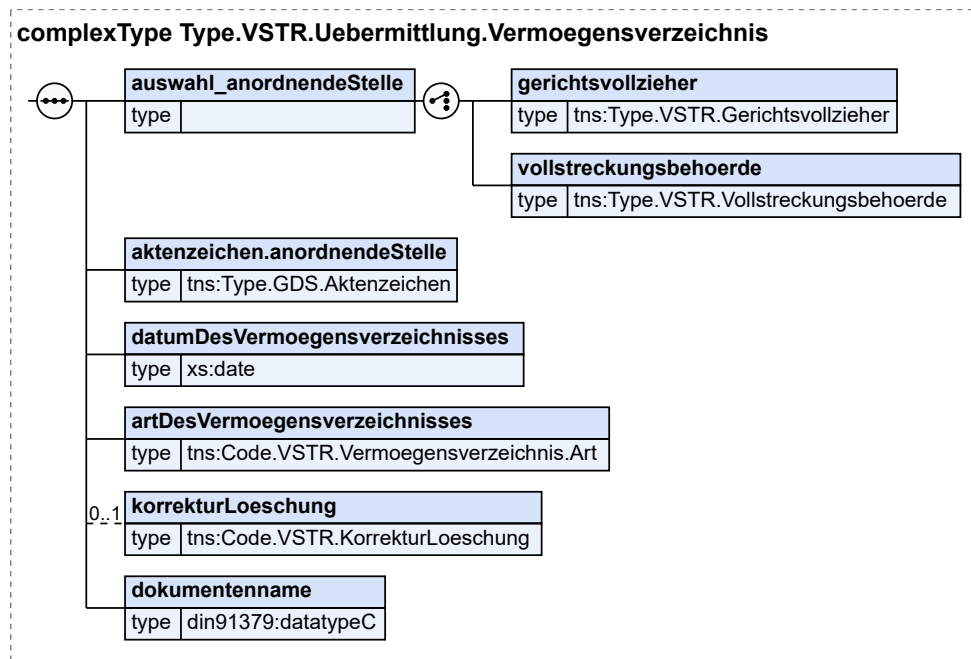 complexType Type.VSTR.Uebermittlung.Vermoegensverzeichnis
auswahl_anordnendeStelle
type
gerichtsvollzieher
type tns:Type.VSTR.Gerichtsvollzieher
vollstreckungsbehoerde
type tns:Type.VSTR.Vollstreckungsbehoerde
aktenzeichen.anordnendeStelle
type tns:Type.GDS.Aktenzeichen
datumDesVermoegensverzeichnisses
type xs:date
artDesVermoegensverzeichnisses
type tns:Code.VSTR.Vermoegensverzeichnis.Art
0..1 korrekturLoeschung
type tns:Code.VSTR.KorrekturLoeschung
dokumentenname
type din91379:datatypeC